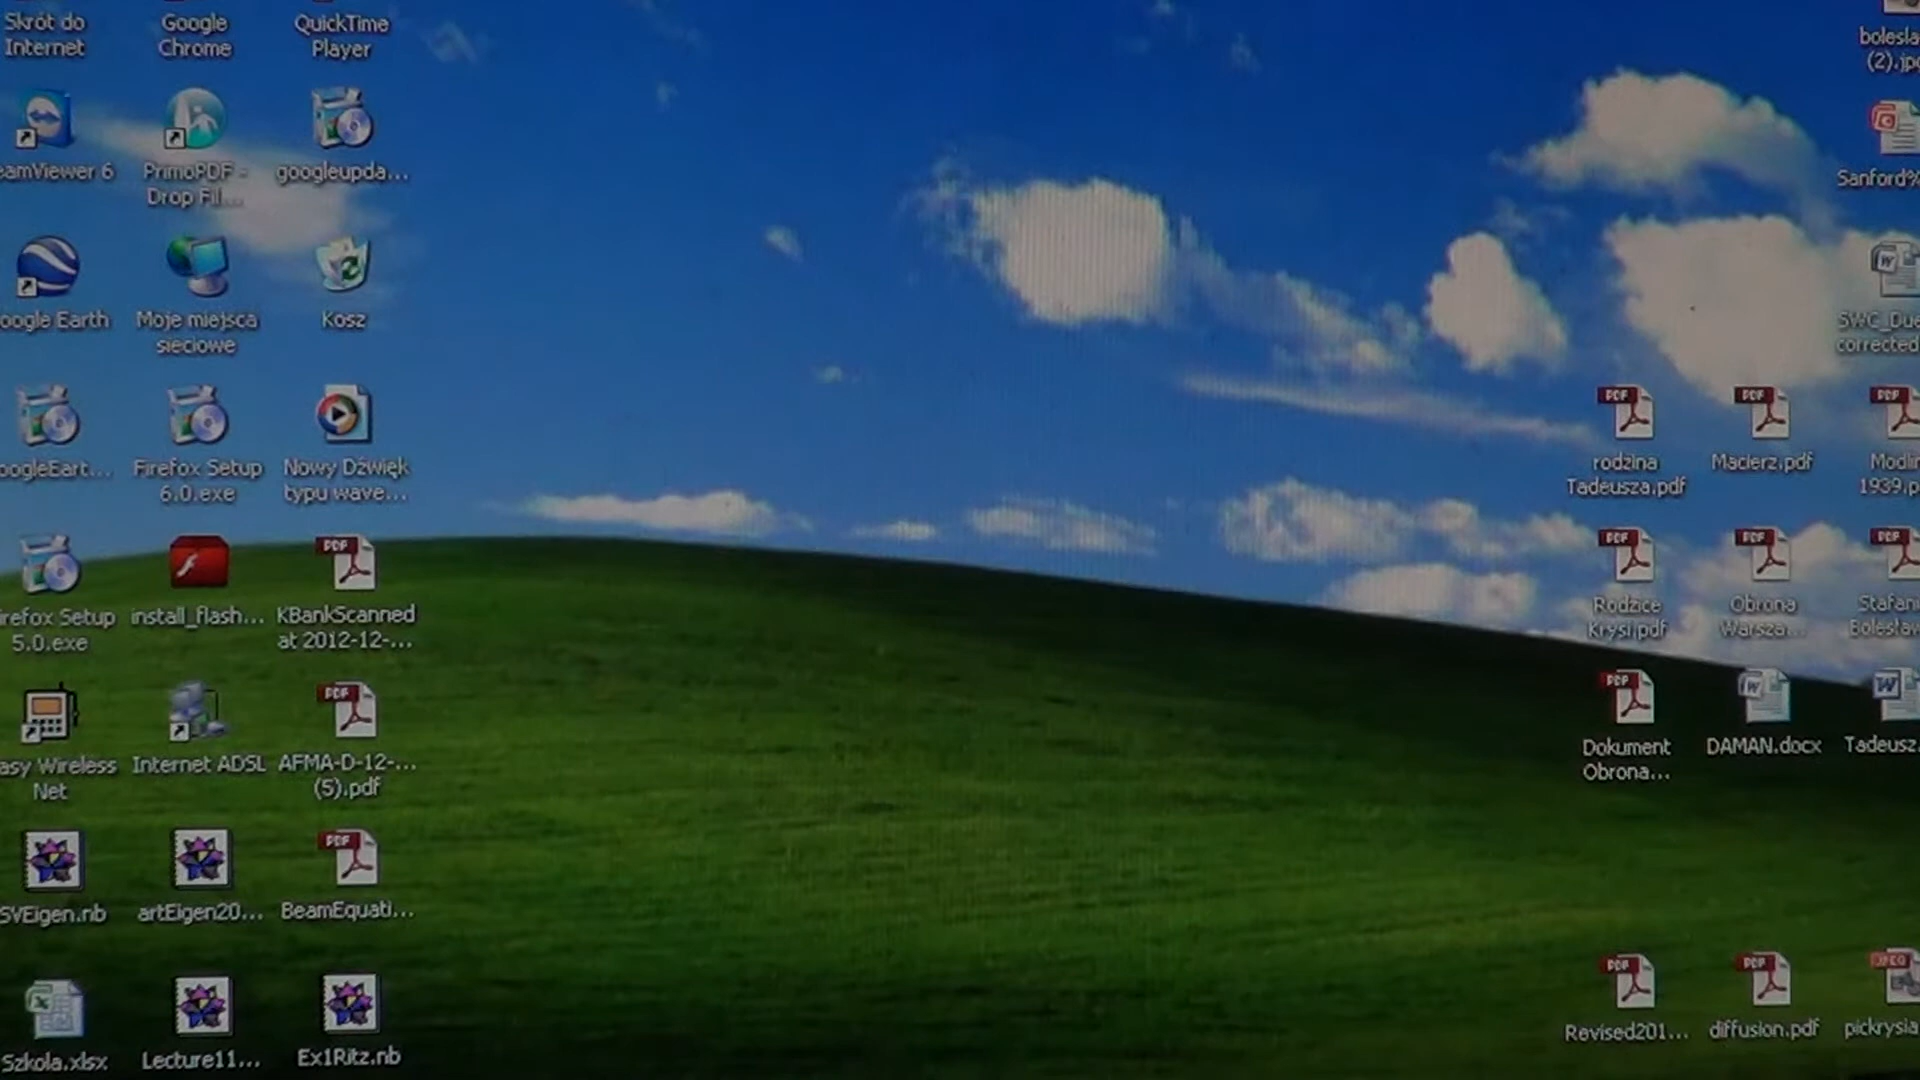 Skrót do
Internet
Google
Chrome
QuickTime
Player
eamViewer 6
PrimoPDF -
Drop Fil...
googleupda...
oogle Earth
Moje miejsca
sieciowe
Kosz
oogleEart...
Firefox Setup
6.0.exe
Nowy Dźwięk
typu wave...
irefox Setup
5.0.exe
install_flash...
KBankScanned
at 2012-12-...
asy Wireless
Net
Internet ADSL
AFMA-D-12-...
(5).pdf
SVEigen.nb
artEigen20...
BeamEquati...
Szkola.xlsx
Lecture11...
Ex1Ritz.nb
bolesla
(2).jpg
Sanford%
SWC_Due
corrected
rodzina
Tadeusza.pdf
Macierz.pdf
Modlin
1939.p
Rodzice
Krysi.pdf
Obrona
Warsza...
Stafani
Bolesław
Dokument
Obrona...
DAMAN.docx
Tadeusz.
Revised201...
diffusion.pdf
pickrysia